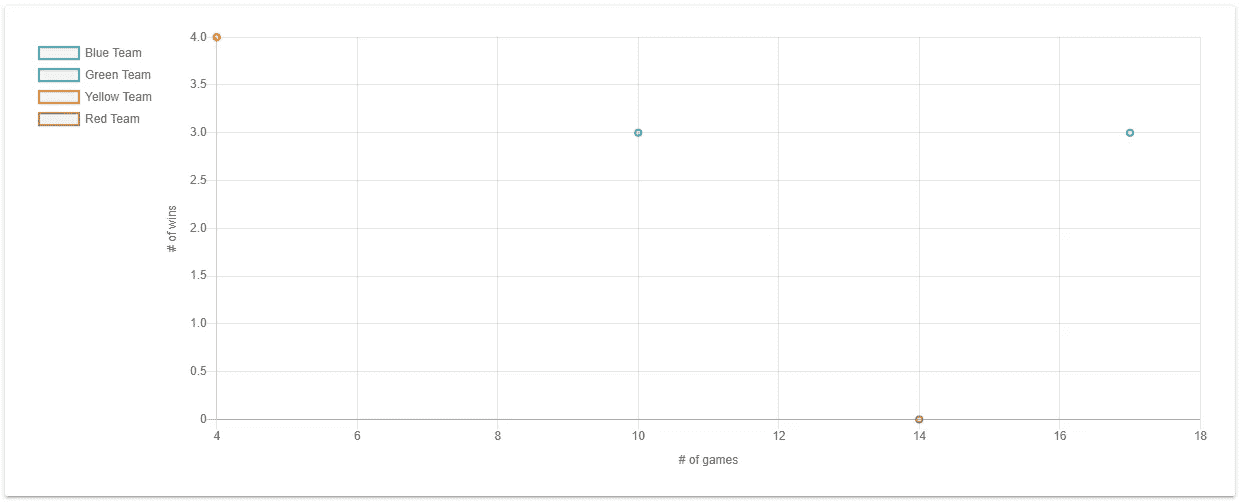 Blue Team
Green Team
Yellow Team
Red Team
# of wins
4.0
3.5
3.0
2.5
2.0
1.5
1.0
0.5
0
4 6 8 10 12 14 16 18
# of games